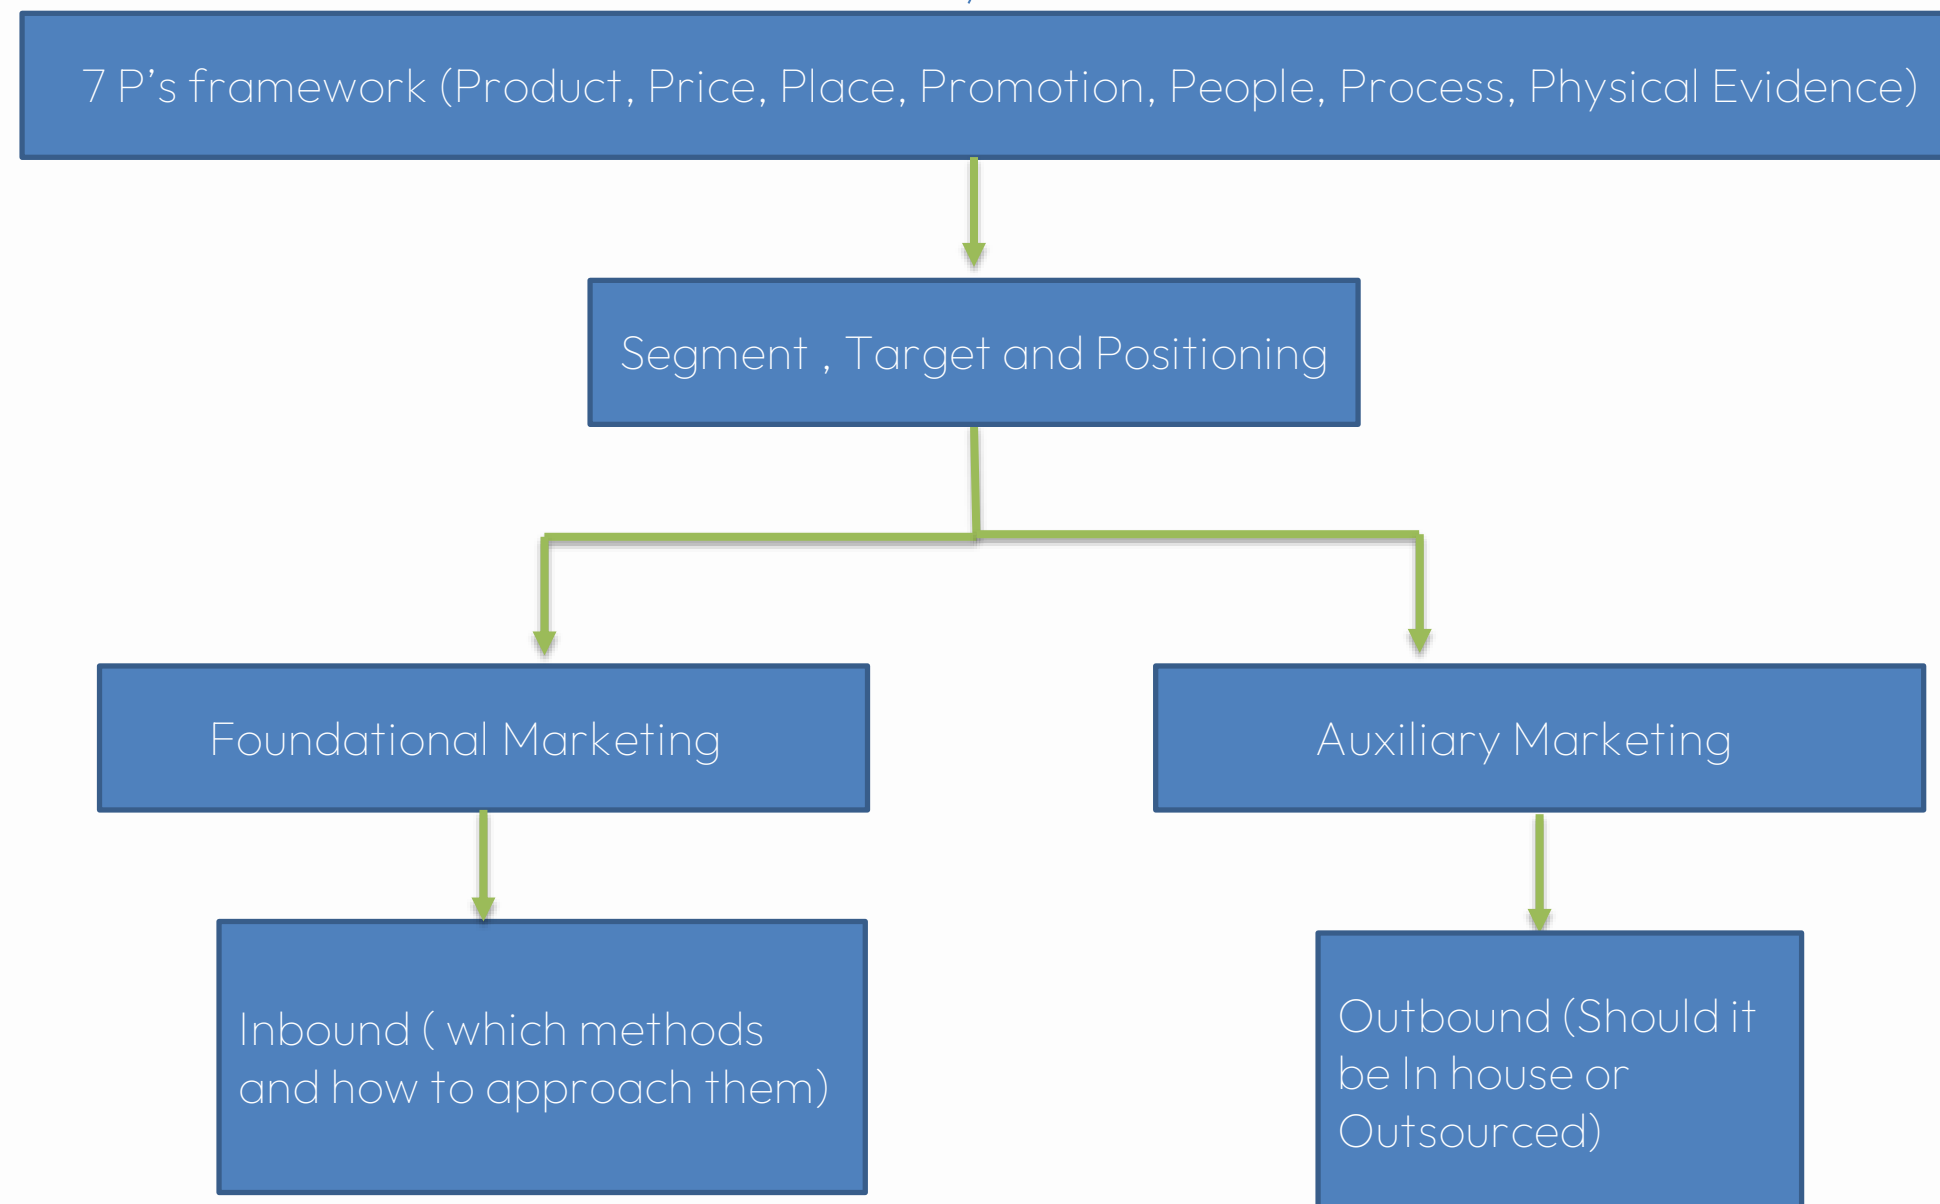 7 P’s framework (Product, Price, Place, Promotion, People, Process, Physical Evidence)
Segment , Target and Positioning
Foundational Marketing
Auxiliary Marketing
Inbound ( which methods
and how to approach them)
Outbound (Should it
be In house or
Outsourced)